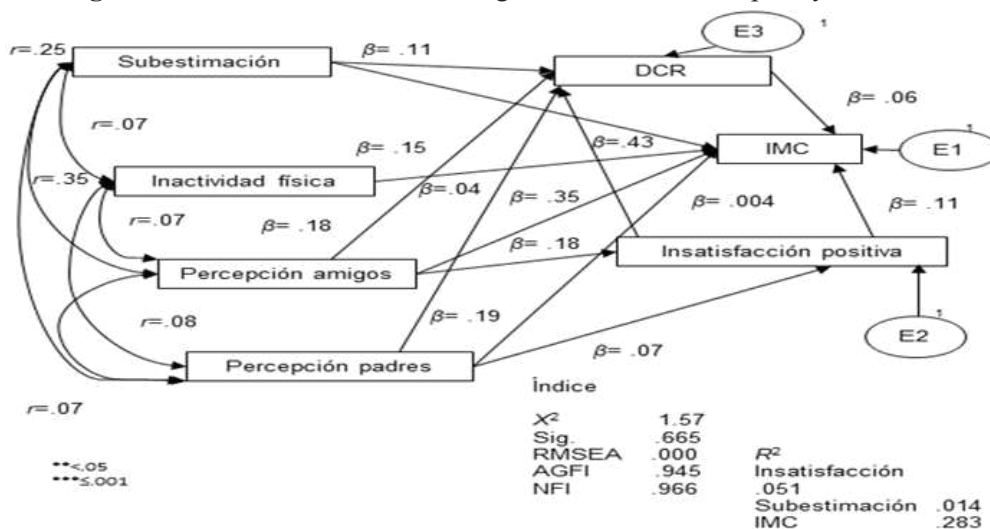 E3
1
r=.25
Subestimación
β= .11
DCR
β= .06
r=.07
β= .15
β=.43
IMC
1
E1
r=.35
Inactividad física
β=.04
β= .35
β= .004
r=.07
β= .18
β= .11
β= .18
Insatisfacción positiva
Percepción amigos
r=.08
β= .19
1
E2
Percepción padres
β= .07
r=.07
Índice
X² 1.57
Sig. .665
RMSEA .000 R²
AGFI .945 Insatisfacción
NFI .966 .051
Subestimación .014
IMC .283
**<.05
***≤.001